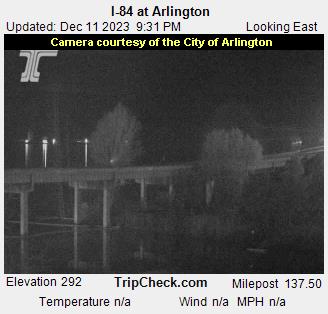 I-84 at Arlington
Updated: Dec 11 2023 9:31 PM Looking East
Camera courtesy of the City of Arlington
Elevation 292 TripCheck.com Milepost 137.50
Temperature n/a Wind n/a MPH n/a